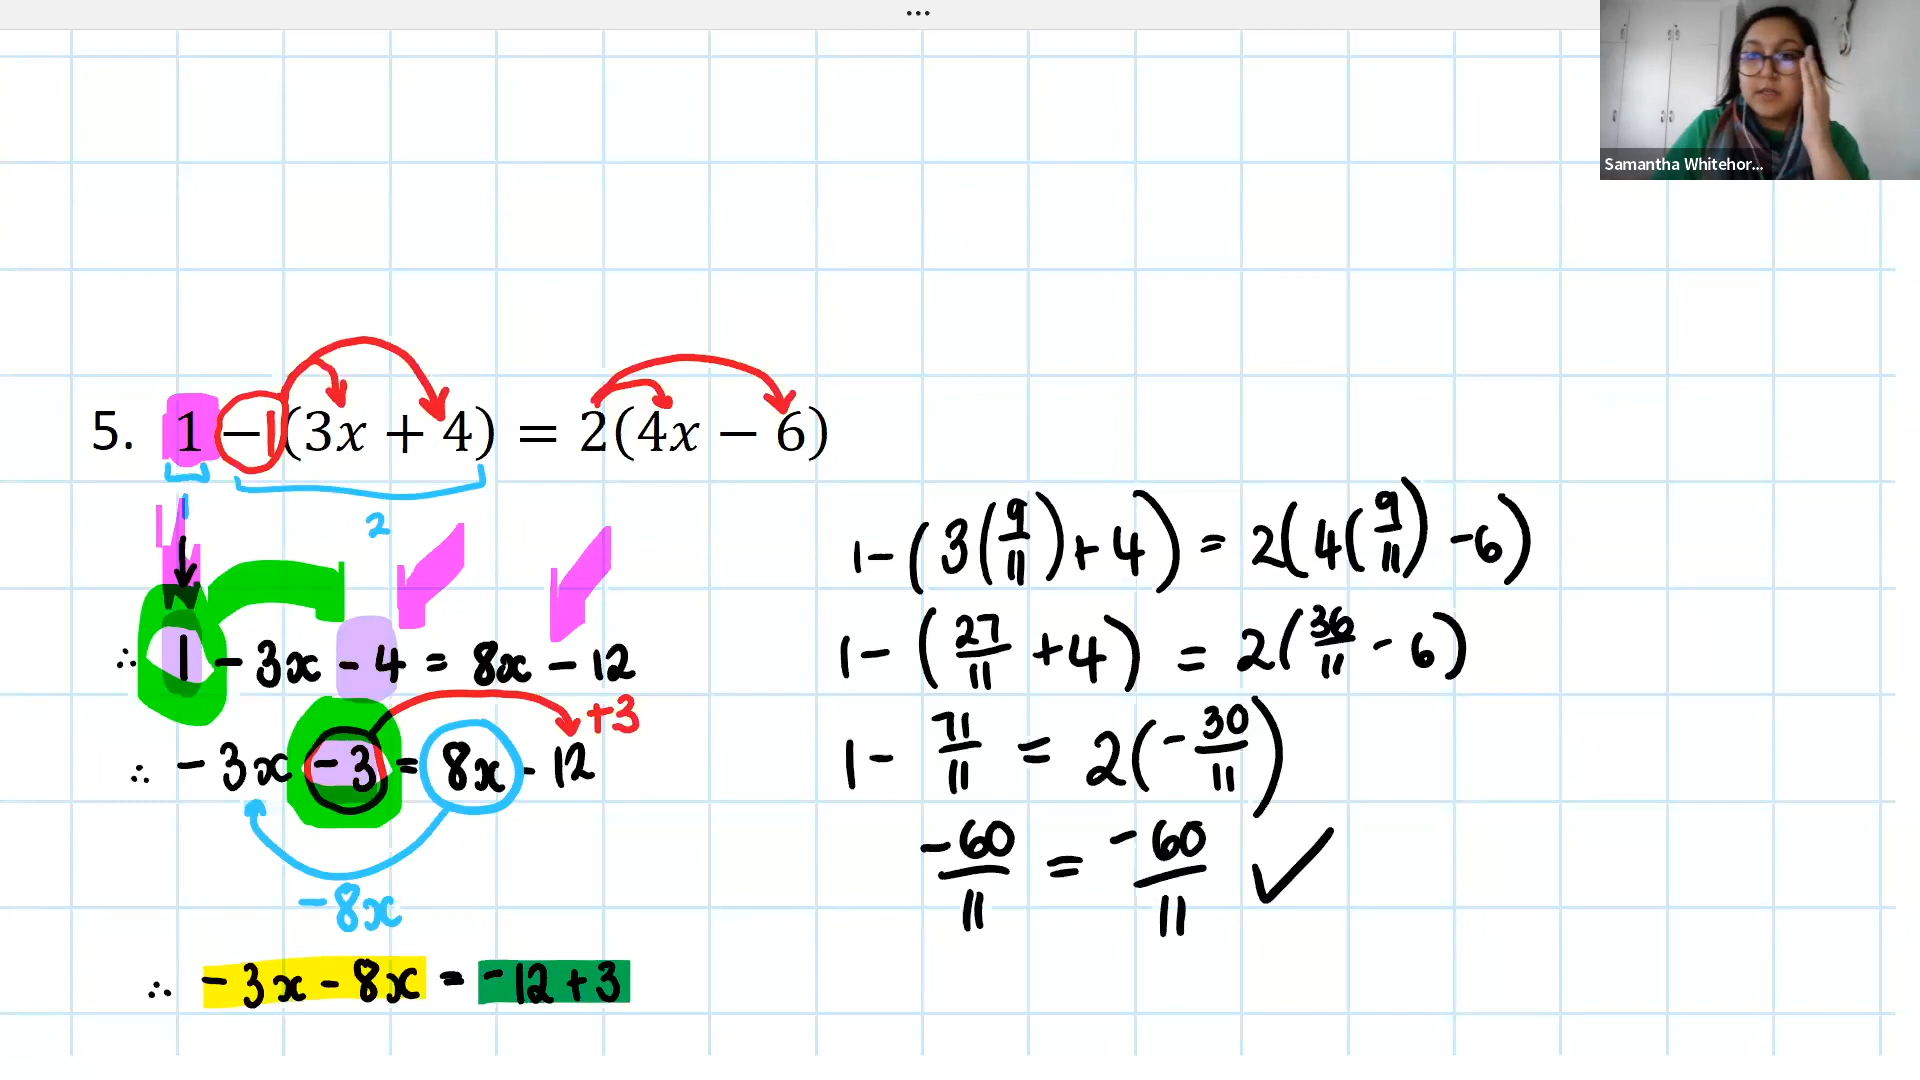 ...
Samantha Whitehor...
5. 1 −1(3x + 4) = 2(4x − 6)
1
2
∴ 1 - 3x - 4 = 8x - 12
+3
∴ -3x -3 = 8x - 12
-8x
∴ -3x - 8x = -12 + 3
1 - (3(9/11) + 4) = 2(4(9/11) - 6)
1 - (27/11 + 4) = 2(36/11 - 6)
1 - 71/11 = 2(-30/11)
-60/11 = -60/11 ✓